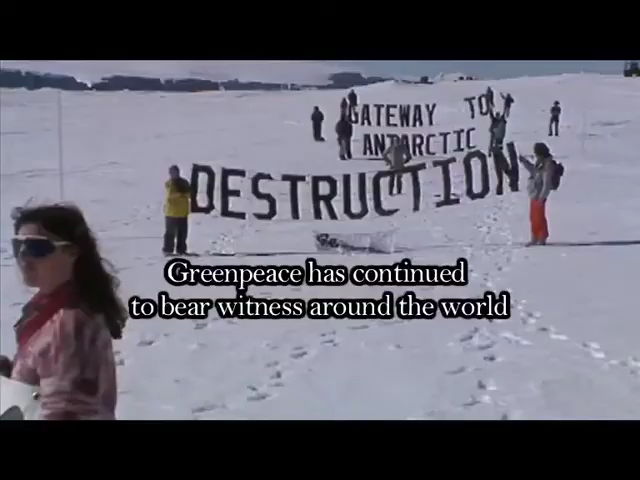 GATEWAY TO
ANTARCTIC
DESTRUCTION
Greenpeace has continued
to bear witness around the world